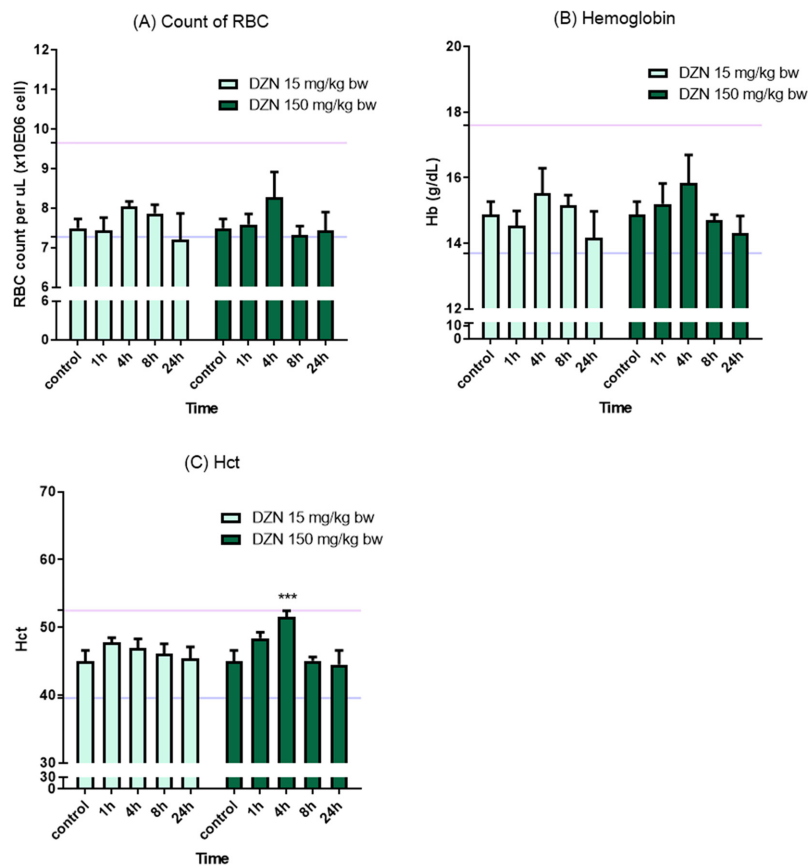 (A) Count of RBC
DZN 15 mg/kg bw
DZN 150 mg/kg bw
RBC count per uL (x10E06 cell)
12
11
10
9
8
7
6
6
0
control 1h 4h 8h 24h control 1h 4h 8h 24h
Time
(B) Hemoglobin
DZN 15 mg/kg bw
DZN 150 mg/kg bw
Hb (g/dL)
20
18
16
14
12
10
0
control 1h 4h 8h 24h control 1h 4h 8h 24h
Time
(C) Hct
DZN 15 mg/kg bw
DZN 150 mg/kg bw
***
Hct
70
60
50
40
30
30
0
control 1h 4h 8h 24h control 1h 4h 8h 24h
Time